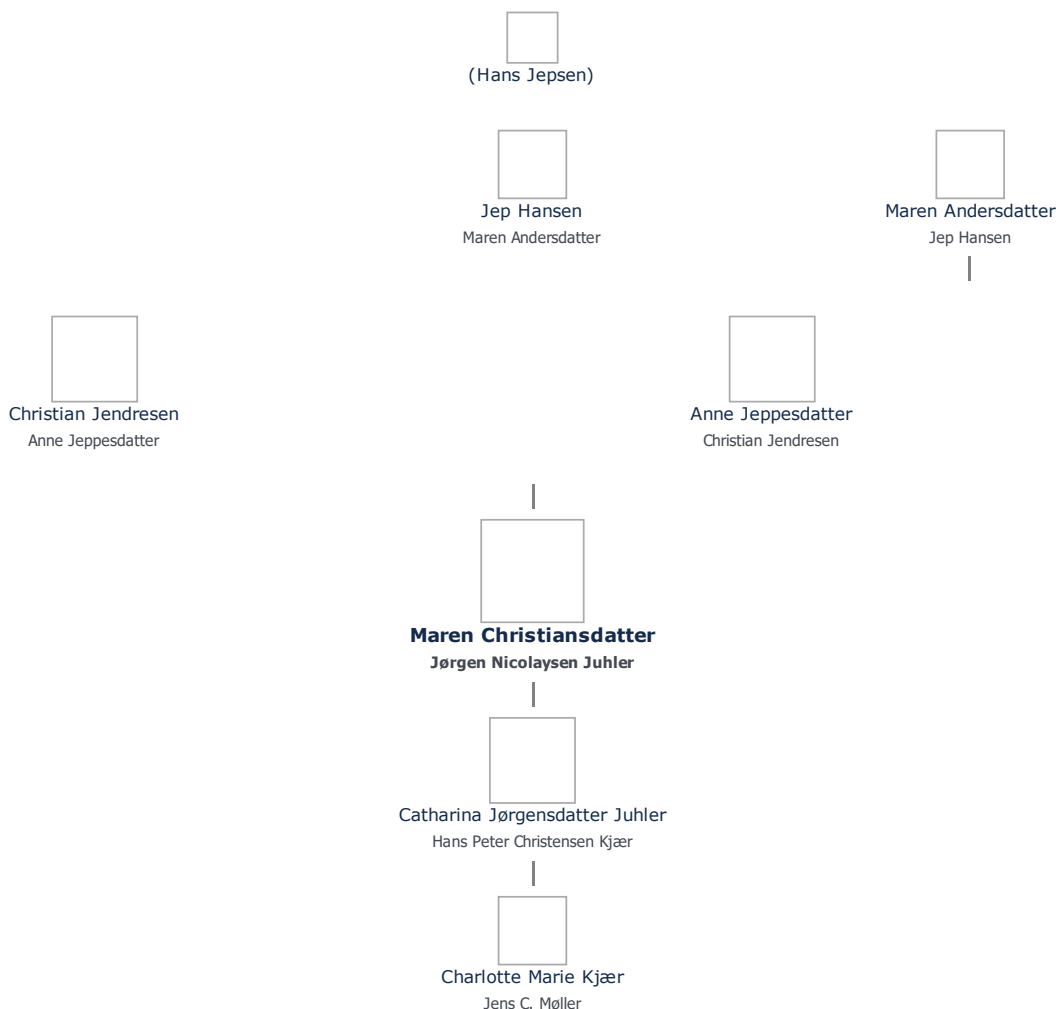 (Hans Jepsen)
Jep Hansen
Maren Andersdatter
Maren Andersdatter
Jep Hansen
Christian Jendresen
Anne Jeppesdatter
Anne Jeppesdatter
Christian Jendresen
Maren Christiansdatter
Jørgen Nicolaysen Juhler
Catharina Jørgensdatter Juhler
Hans Peter Christensen Kjær
Charlotte Marie Kjær
Jens C. Møller